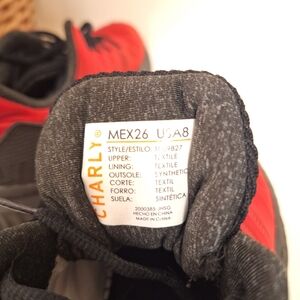 CHARLY®
MEX26 USA8
STYLE/ESTILO:
UPPER: TEXTILE
LINING: TEXTILE
OUTSOLE: SYNTHETIC
CORTE: TEXTIL
FORRO: TEXTIL
SUELA: SINTÉTICA
HECHO EN CHINA
MADE IN CHINA